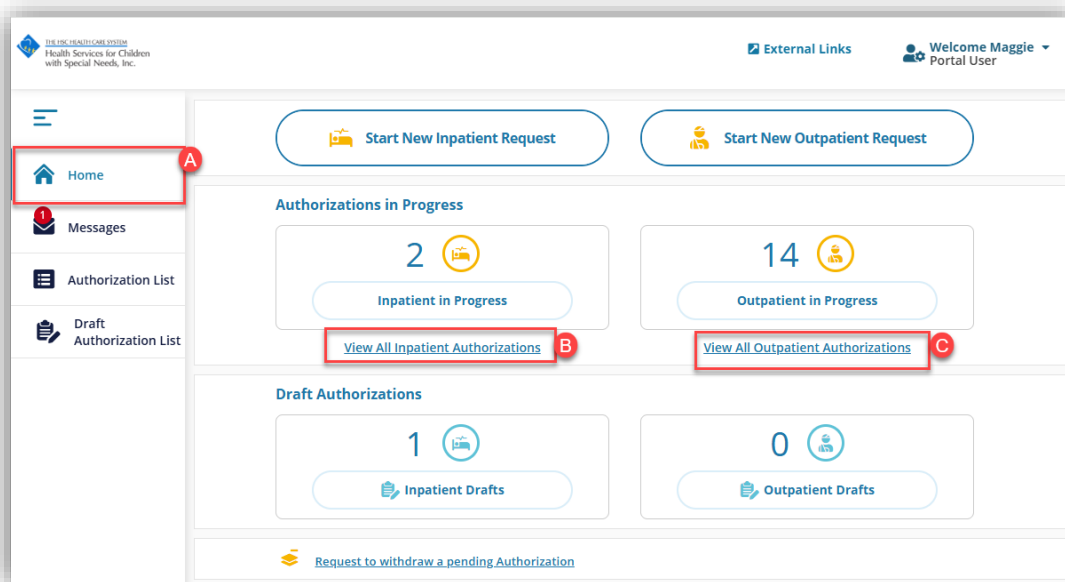 THE HSC HEALTH CARE SYSTEM
Health Services for Children
with Special Needs, Inc.
External Links
Welcome Maggie
Portal User
Start New Inpatient Request
Start New Outpatient Request
A
Home
1
Messages
Authorization List
Draft
Authorization List
Authorizations in Progress
2
14
Inpatient in Progress
Outpatient in Progress
View All Inpatient Authorizations
B
View All Outpatient Authorizations
C
Draft Authorizations
1
0
Inpatient Drafts
Outpatient Drafts
Request to withdraw a pending Authorization